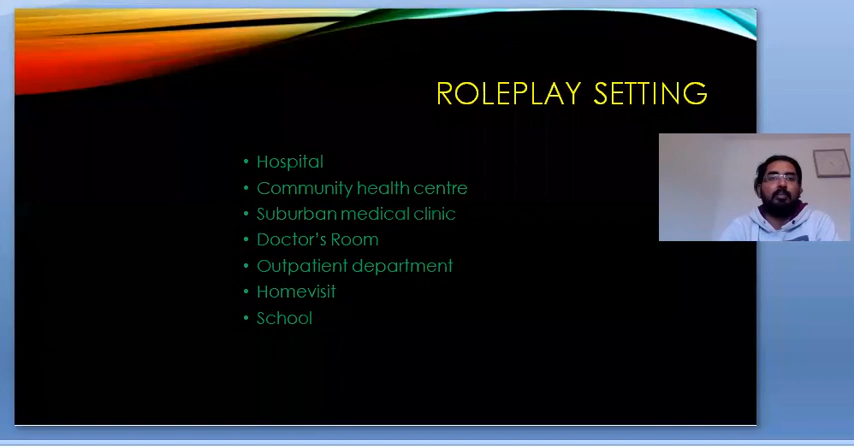 ROLEPLAY SETTING
• Hospital
• Community health centre
• Suburban medical clinic
• Doctor's Room
• Outpatient department
• Homevisit
• School